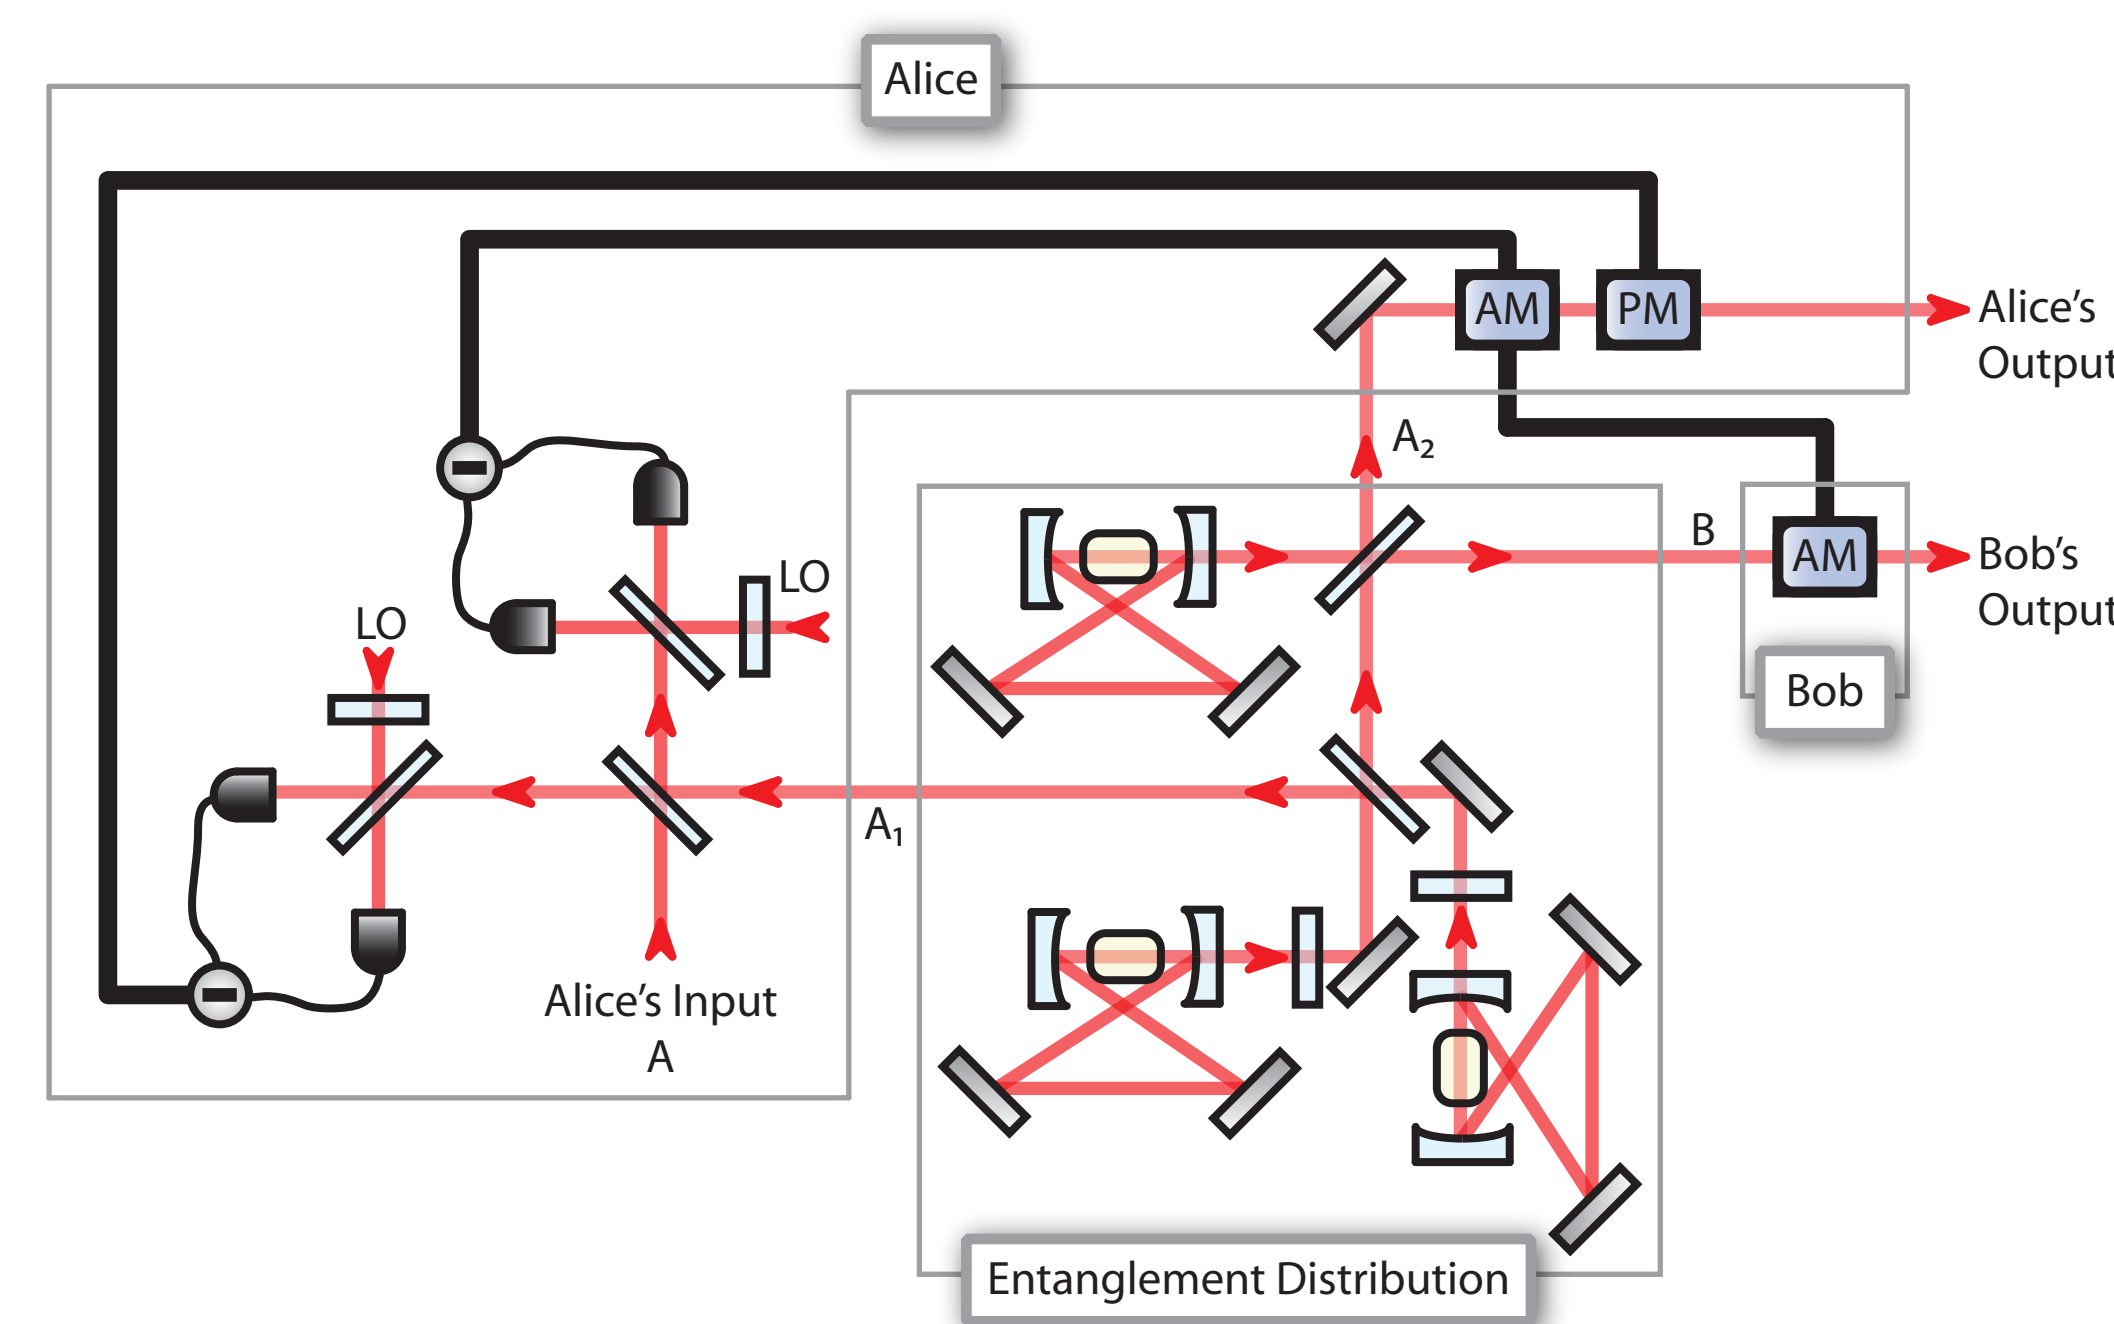 Alice
AM
PM
Alice's
Output
A₂
B
AM
Bob's
Output
Bob
LO
LO
A₁
Alice's Input
A
Entanglement Distribution